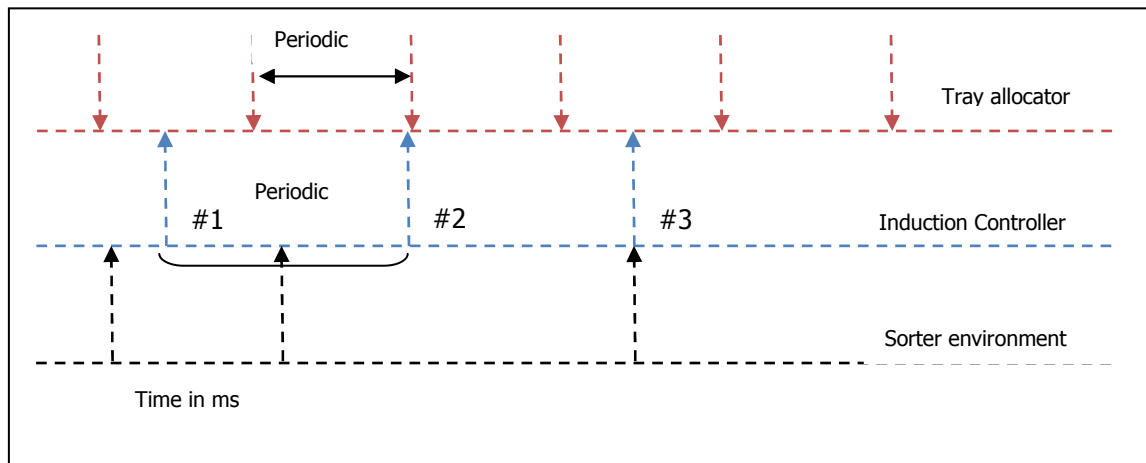 Periodic
Tray allocator
Periodic
#1
#2
#3
Induction Controller
Sorter environment
Time in ms